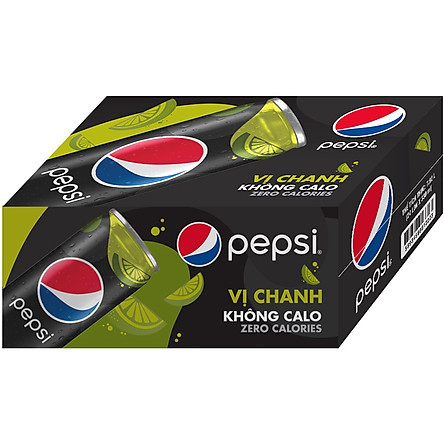 pepsi
pepsi
VỊ CHANH
KHÔNG CALO
ZERO CALORIES
pepsi
pepsi
VỊ CHANH
KHÔNG CALO
ZERO CALORIES